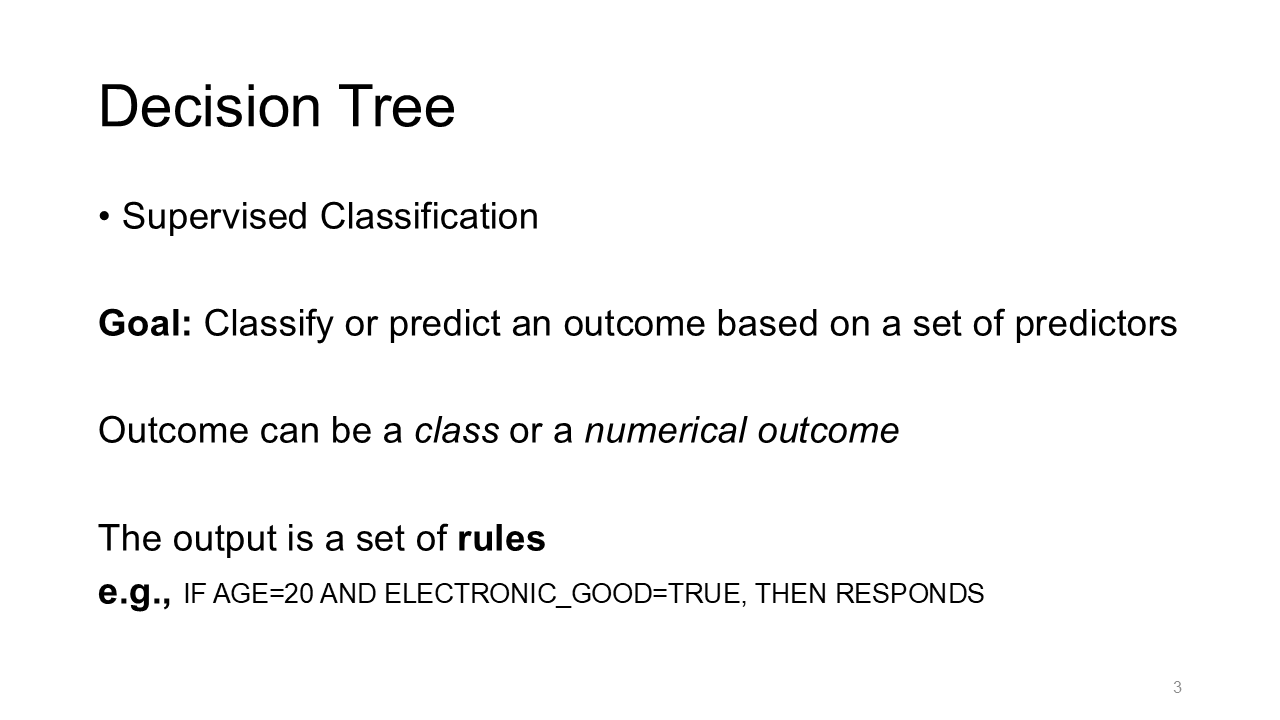 Decision Tree
• Supervised Classification
Goal: Classify or predict an outcome based on a set of predictors
Outcome can be a class or a numerical outcome
The output is a set of rules
e.g., IF AGE=20 AND ELECTRONIC_GOOD=TRUE, THEN RESPONDS
3